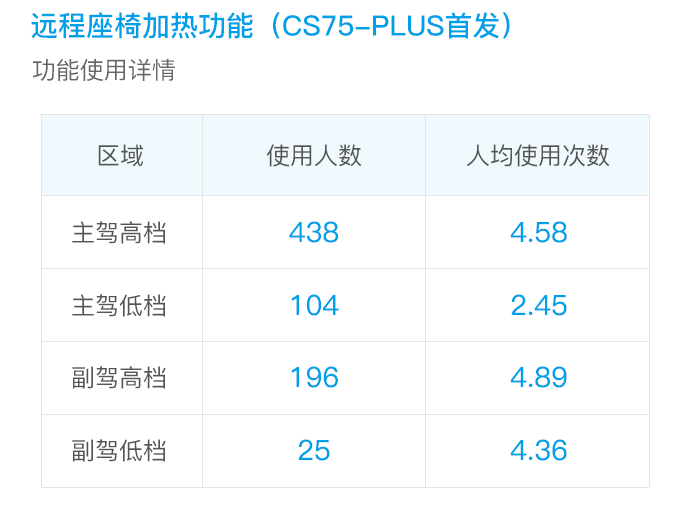 远程座椅加热功能（CS75-PLUS首发）
功能使用详情
区域 使用人数 人均使用次数
主驾高档 438 4.58
主驾低档 104 2.45
副驾高档 196 4.89
副驾低档 25 4.36